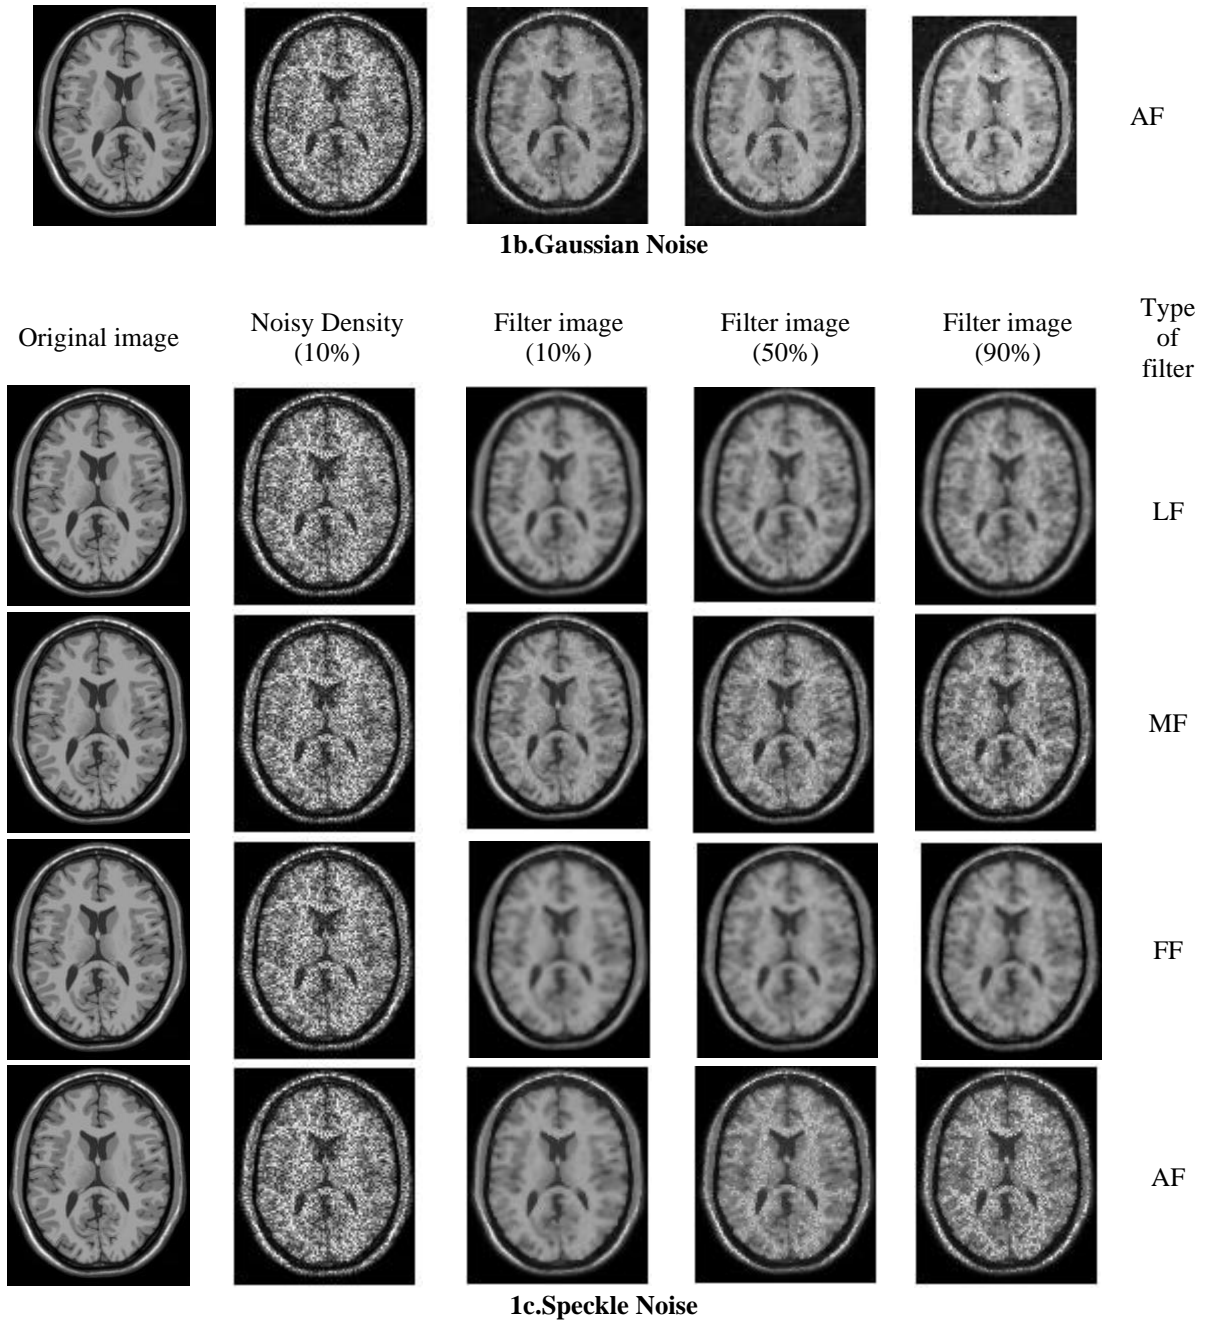 AF
1b.Gaussian Noise
Original image
Noisy Density
(10%)
Filter image
(10%)
Filter image
(50%)
Filter image
(90%)
Type
of
filter
LF
MF
FF
AF
1c.Speckle Noise